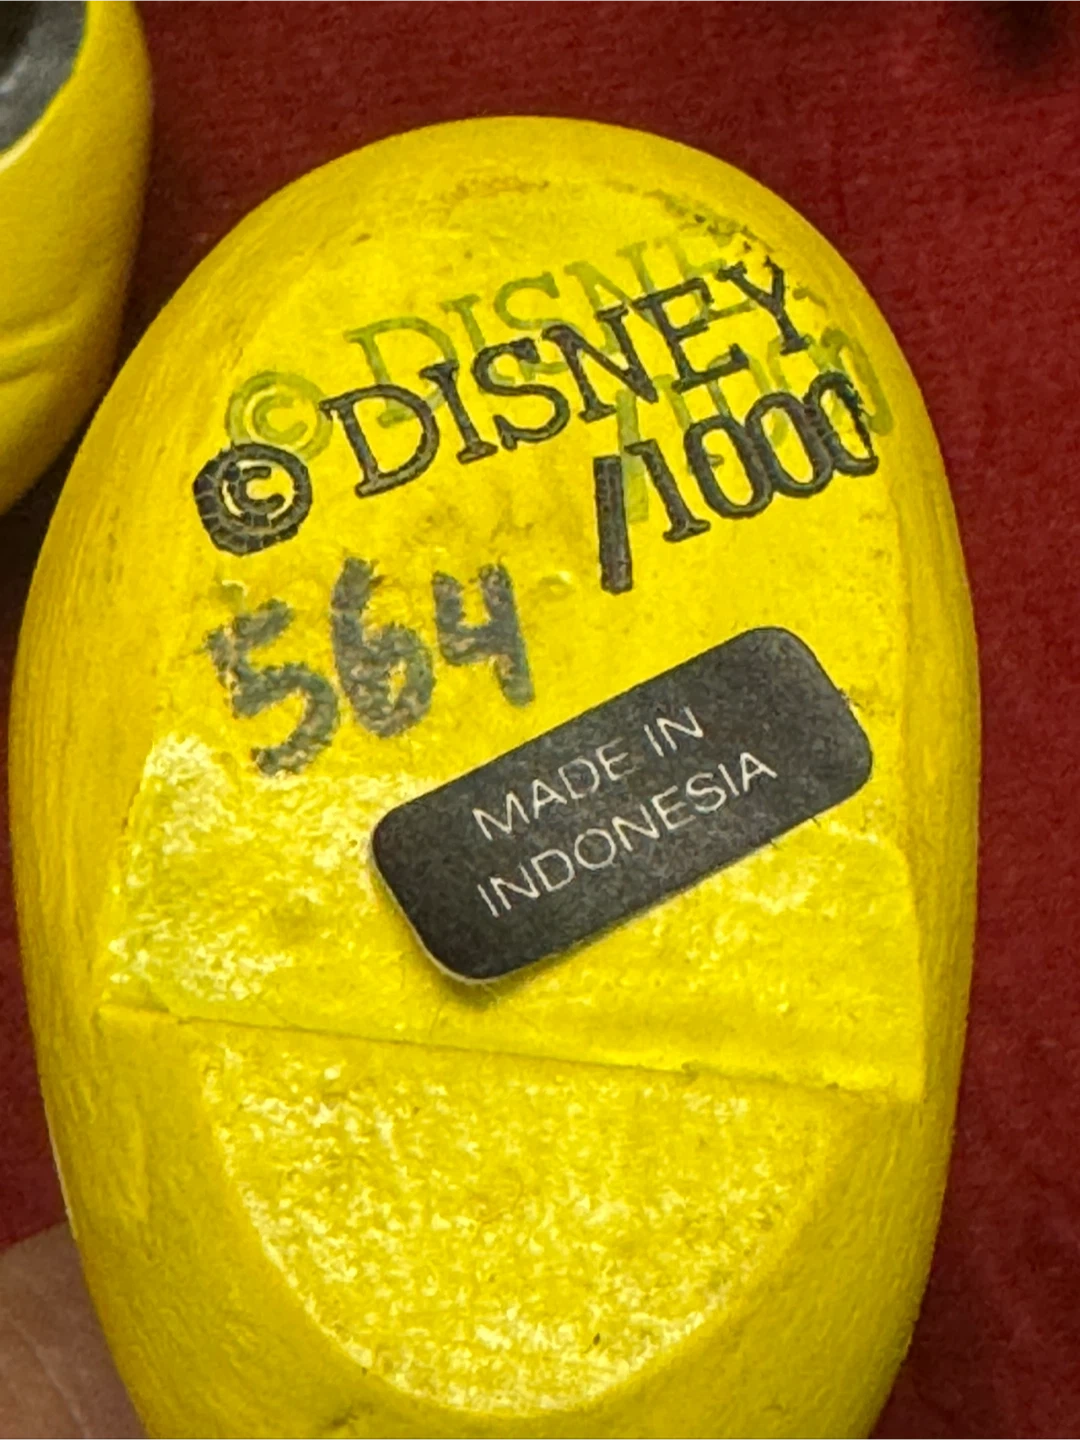 © DISNEY
/1000
564
MADE IN
INDONESIA